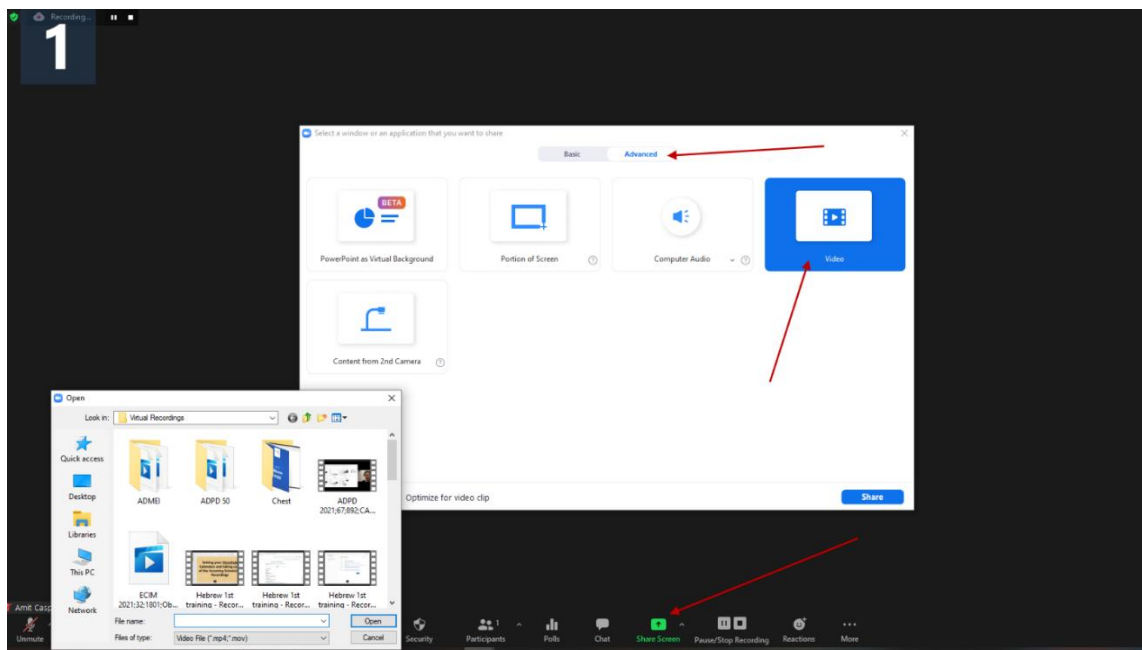 Recording...
1
Select a window or an application that you want to share
Basic Advanced
BETA
PowerPoint as Virtual Background
Portion of Screen
Computer Audio
Video
Content from 2nd Camera
Open
Look in: Virtual Recordings
Quick access
Desktop
Libraries
This PC
Network
ADMEI
ADPD 50
Chest
ADPD
2021;67;892;CA...
ECIM
2021;32;1801;Ob...
Hebrew 1st
training - Recor...
Hebrew 1st
training - Recor...
Hebrew 1st
training - Recor...
File name:
Open
Files of type: Video File (*.mp4;*.mov)
Cancel
Optimize for video clip
Share
Amit Casp
Unmute
Security
Participants
1
Polls
Chat
Share Screen
Pause/Stop Recording
Reactions
More